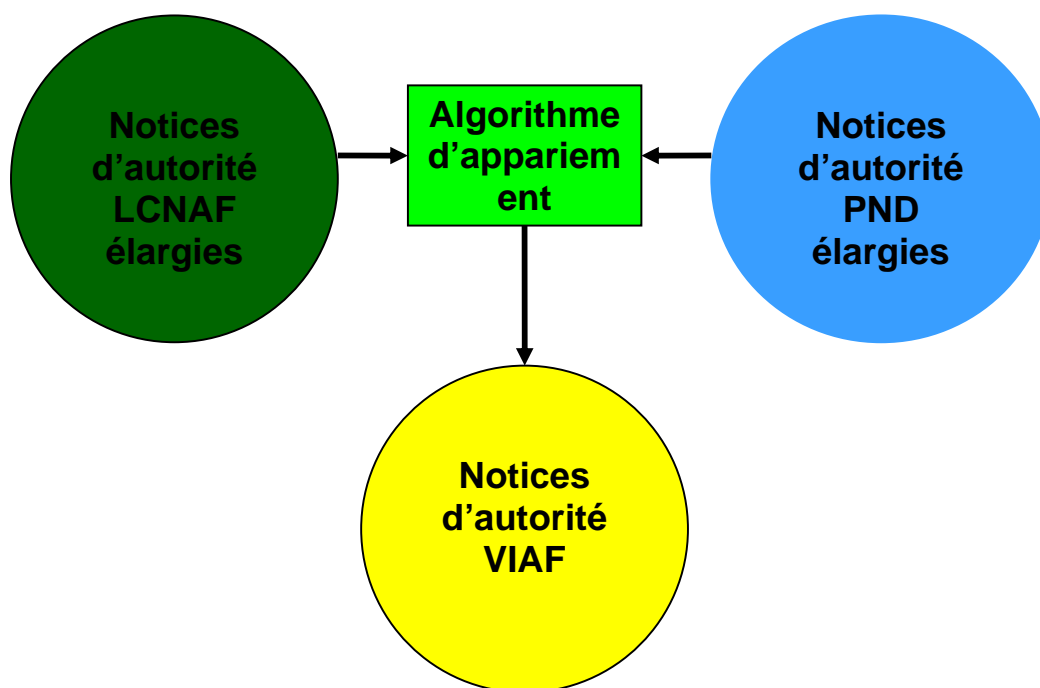 Notices
d’autorité
LCNAF
élargies
Algorithme
d’appariem
ent
Notices
d’autorité
PND
élargies
Notices
d’autorité
VIAF